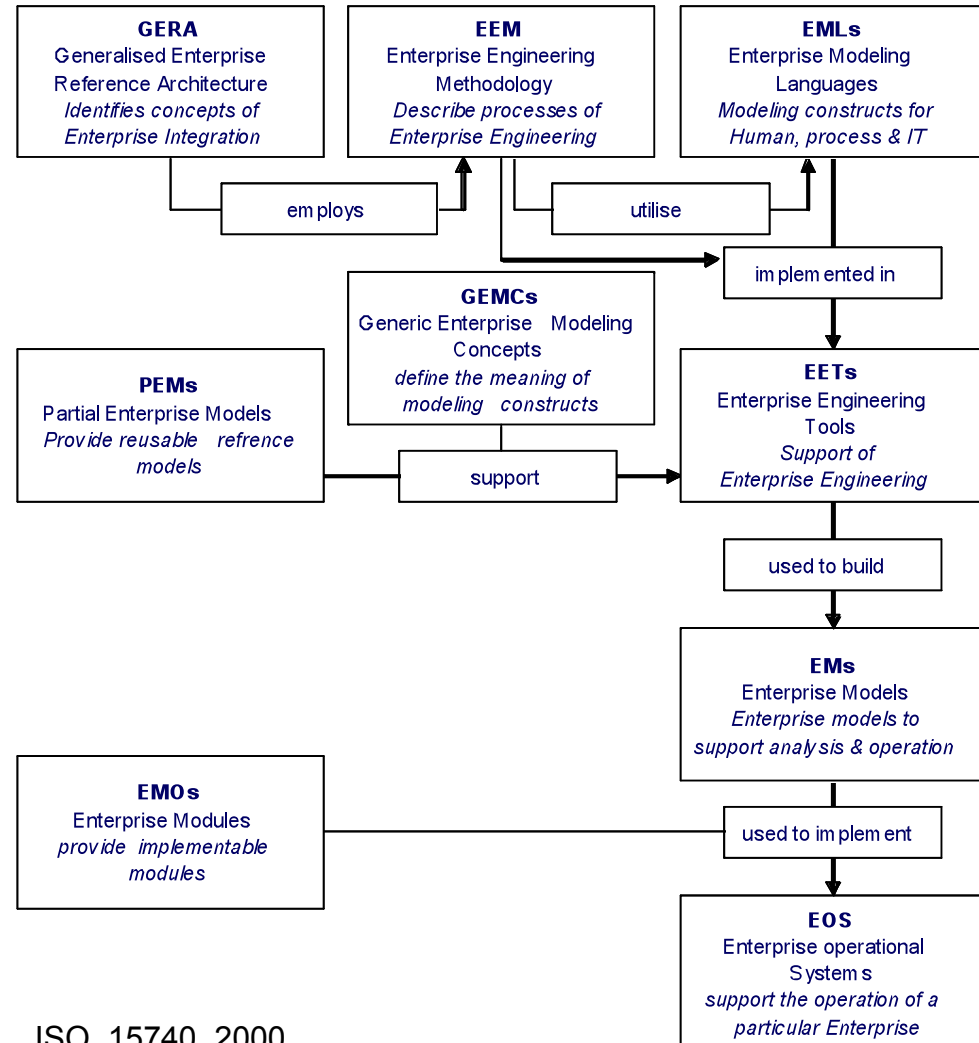 GERA
Generalised Enterprise
Reference Architecture
Identifies concepts of
Enterprise Integration
EEM
Enterprise Engineering
Methodology
Describe processes of
Enterprise Engineering
EMLs
Enterprise Modeling
Languages
Modeling constructs for
Human, process & IT
employs
utilise
implemented in
GEMCs
Generic Enterprise Modeling
Concepts
define the meaning of
modeling constructs
PEMs
Partial Enterprise Models
Provide reusable refrence
models
support
EETs
Enterprise Engineering
Tools
Support of
Enterprise Engineering
used to build
EMs
Enterprise Models
Enterprise models to
support analysis & operation
EMOs
Enterprise Modules
provide implementable
modules
used to implement
EOS
Enterprise operational
Systems
support the operation of a
particular Enterprise
ISO 15740 2000